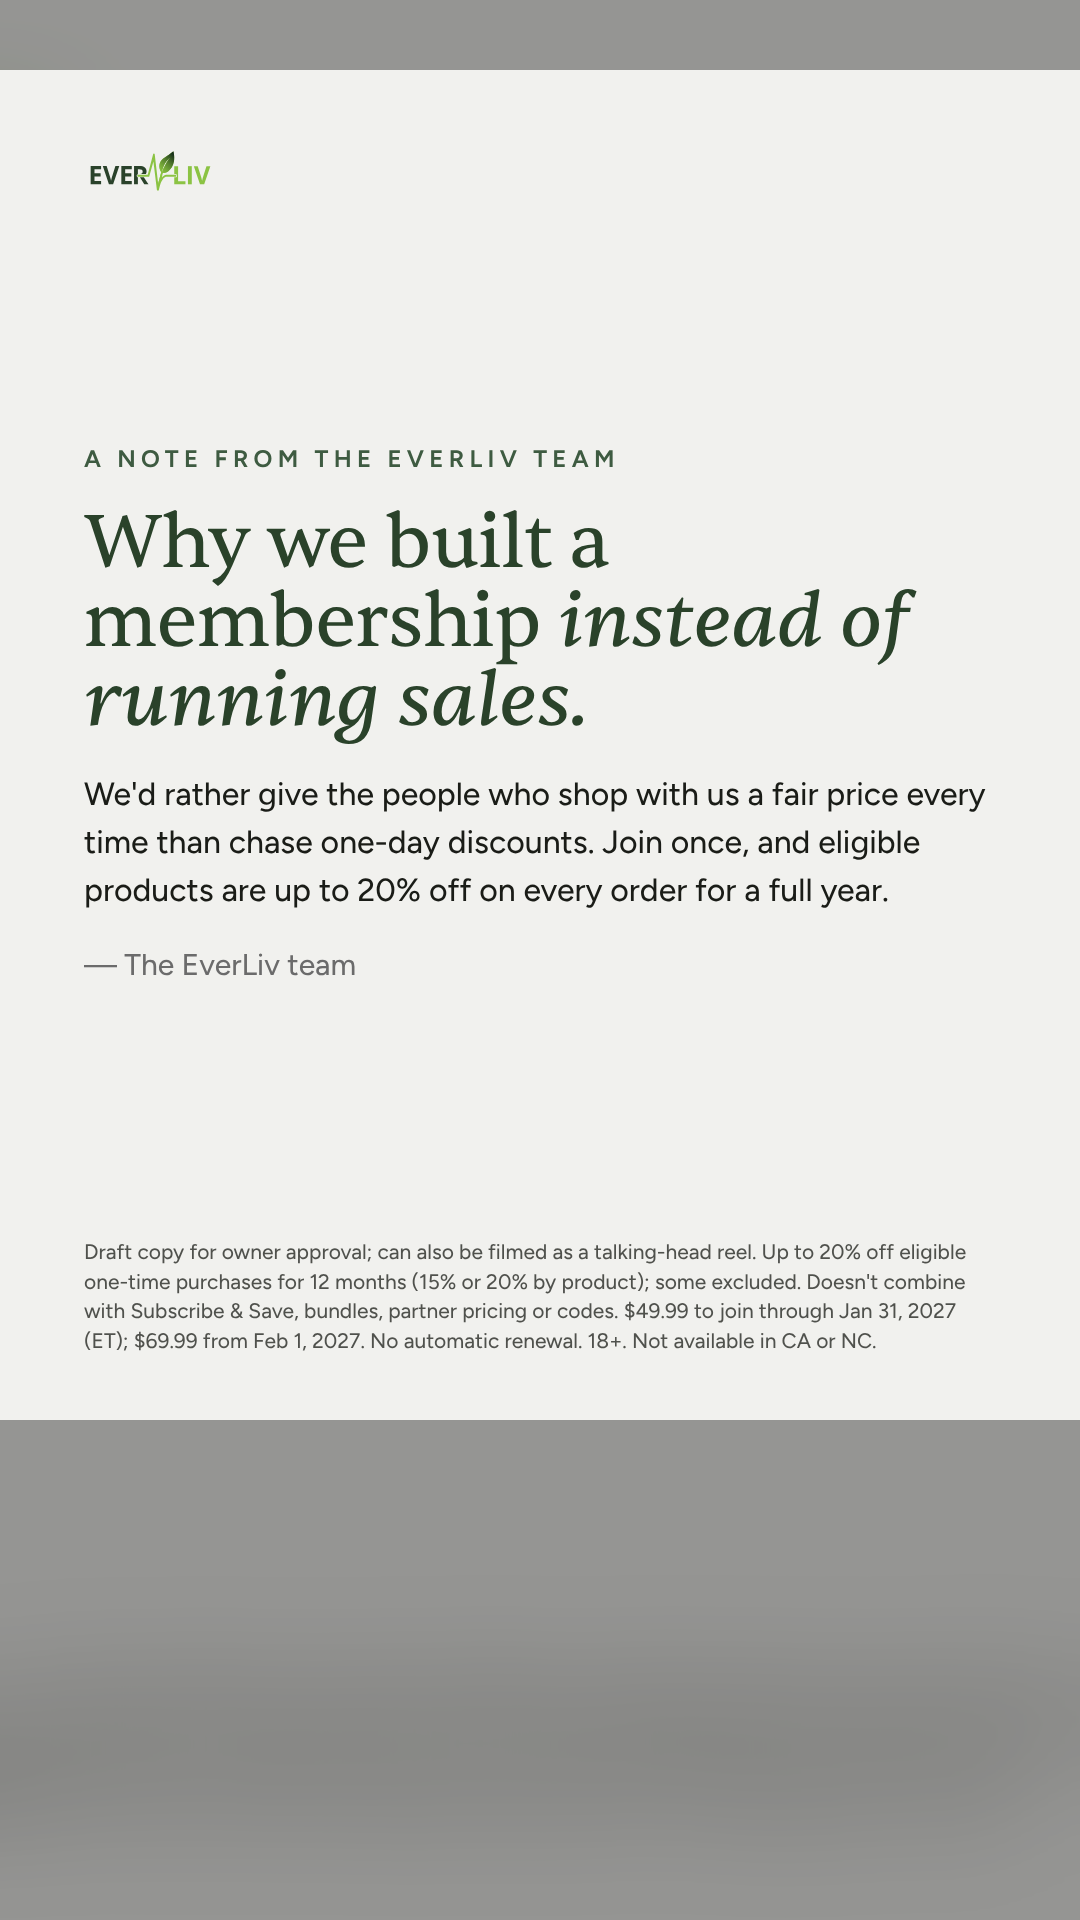 EVERLIV
A NOTE FROM THE EVERLIV TEAM
Why we built a
membership instead of
running sales.
We'd rather give the people who shop with us a fair price every
time than chase one-day discounts. Join once, and eligible
products are up to 20% off on every order for a full year.
— The EverLiv team
Draft copy for owner approval; can also be filmed as a talking-head reel. Up to 20% off eligible
one-time purchases for 12 months (15% or 20% by product); some excluded. Doesn't combine
with Subscribe & Save, bundles, partner pricing or codes. $49.99 to join through Jan 31, 2027
(ET); $69.99 from Feb 1, 2027. No automatic renewal. 18+. Not available in CA or NC.